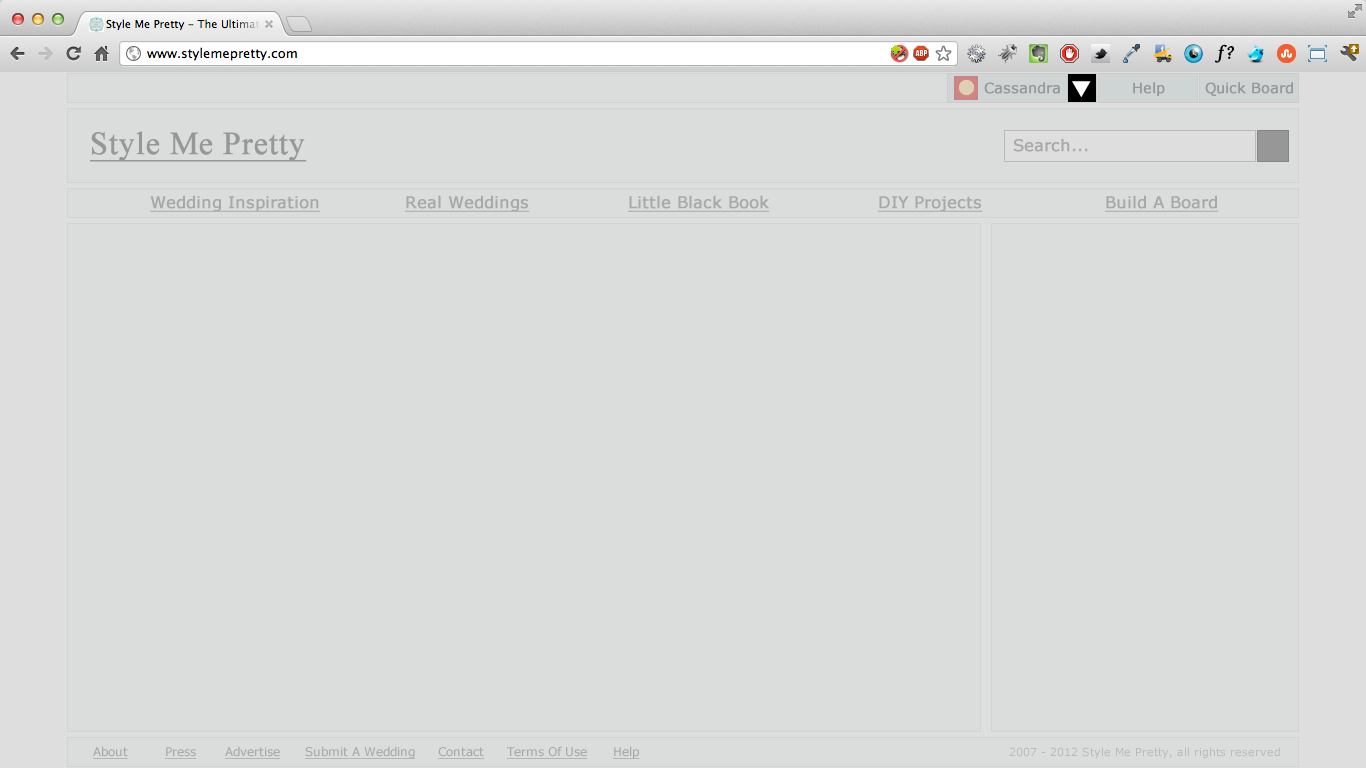 Style Me Pretty – The Ultimat
www.stylemepretty.com
ABP
f?
Cassandra Help Quick Board
Style Me Pretty
Search...
Wedding Inspiration Real Weddings Little Black Book DIY Projects Build A Board
About Press Advertise Submit A Wedding Contact Terms Of Use Help
2007 - 2012 Style Me Pretty, all rights reserved